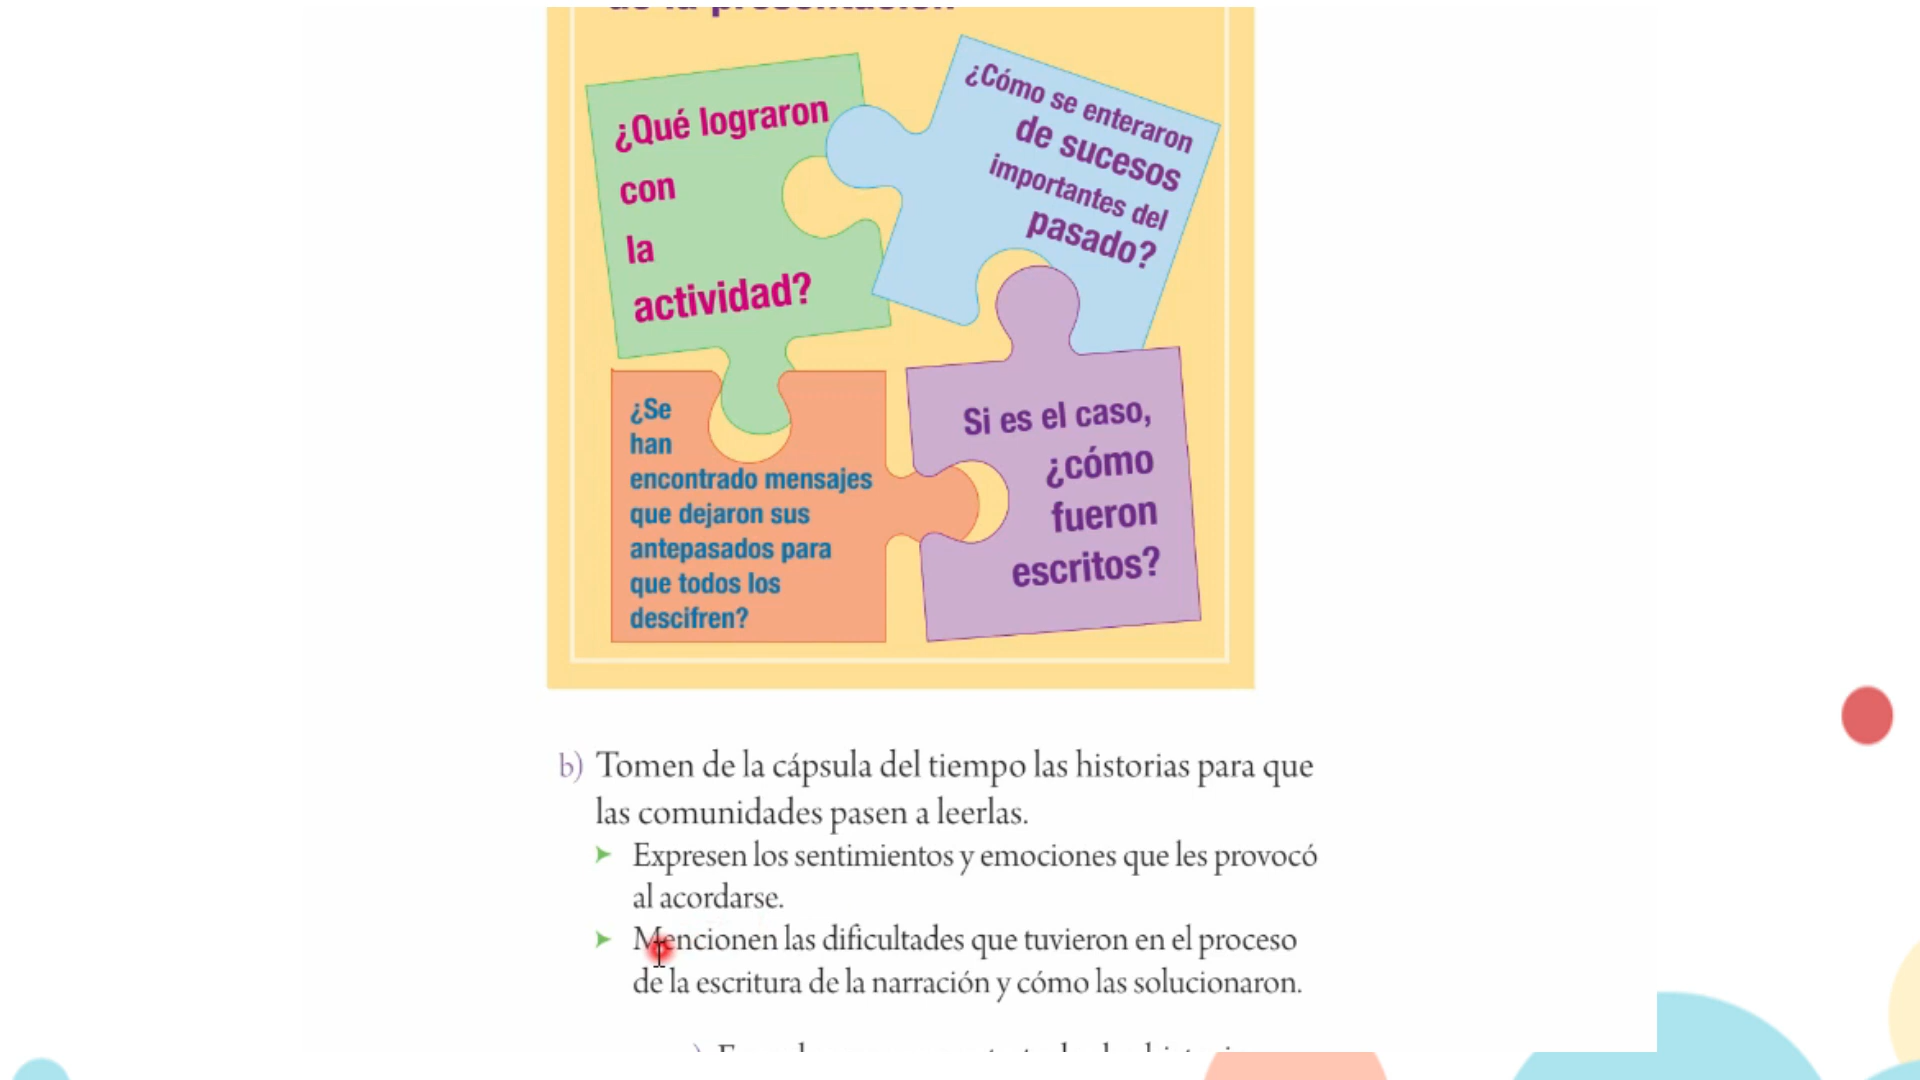 de la presentación
¿Qué lograron
con
la
actividad?
¿Cómo se enteraron
de sucesos
importantes del
pasado?
¿Se
han
encontrado mensajes
que dejaron sus
antepasados para
que todos los
descifren?
Si es el caso,
¿cómo
fueron
escritos?
b) Tomen de la cápsula del tiempo las historias para que
las comunidades pasen a leerlas.
➤ Expresen los sentimientos y emociones que les provocó
al acordarse.
➤ Mencionen las dificultades que tuvieron en el proceso
de la escritura de la narración y cómo las solucionaron.